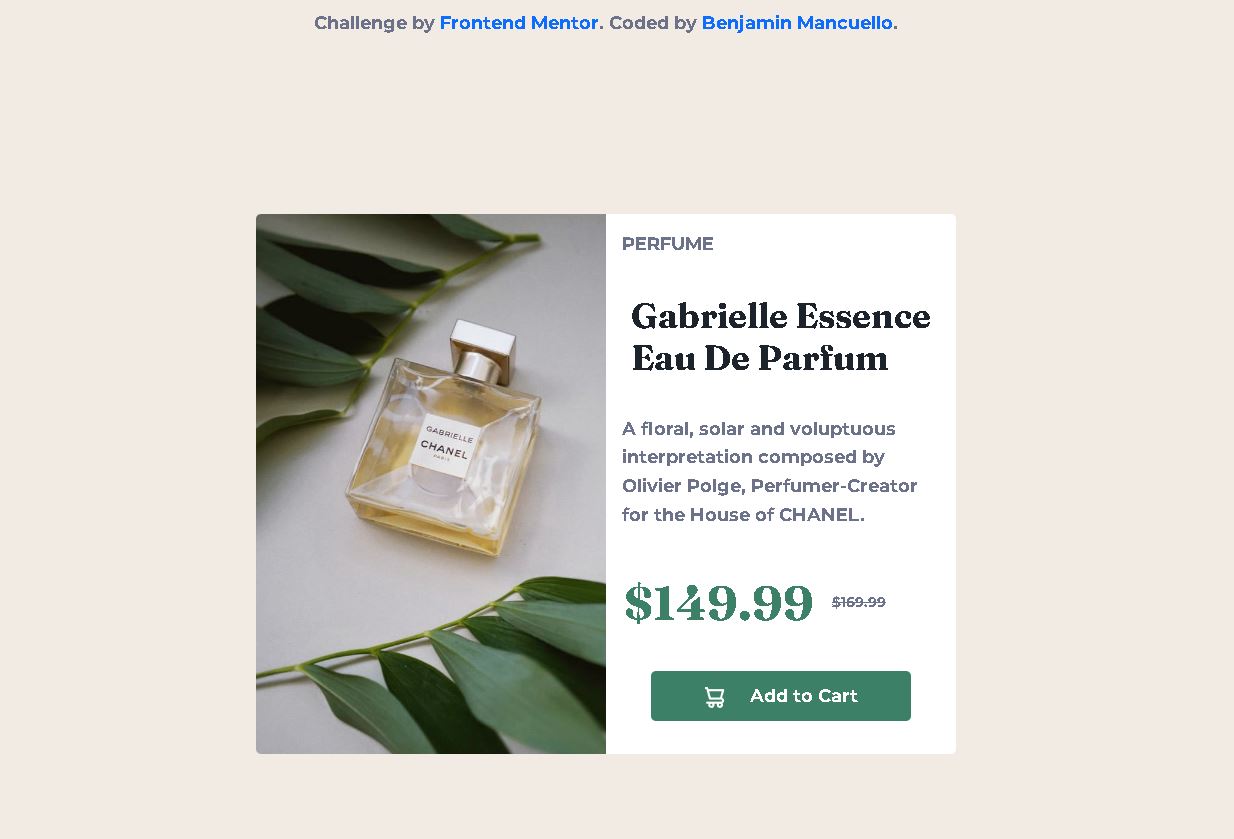 Challenge by Frontend Mentor. Coded by Benjamin Mancuello.
GABRIELLE
CHANEL
PARIS
PERFUME
Gabrielle Essence
Eau De Parfum
A floral, solar and voluptuous
interpretation composed by
Olivier Polge, Perfumer-Creator
for the House of CHANEL.
$149.99 $169.99
Add to Cart